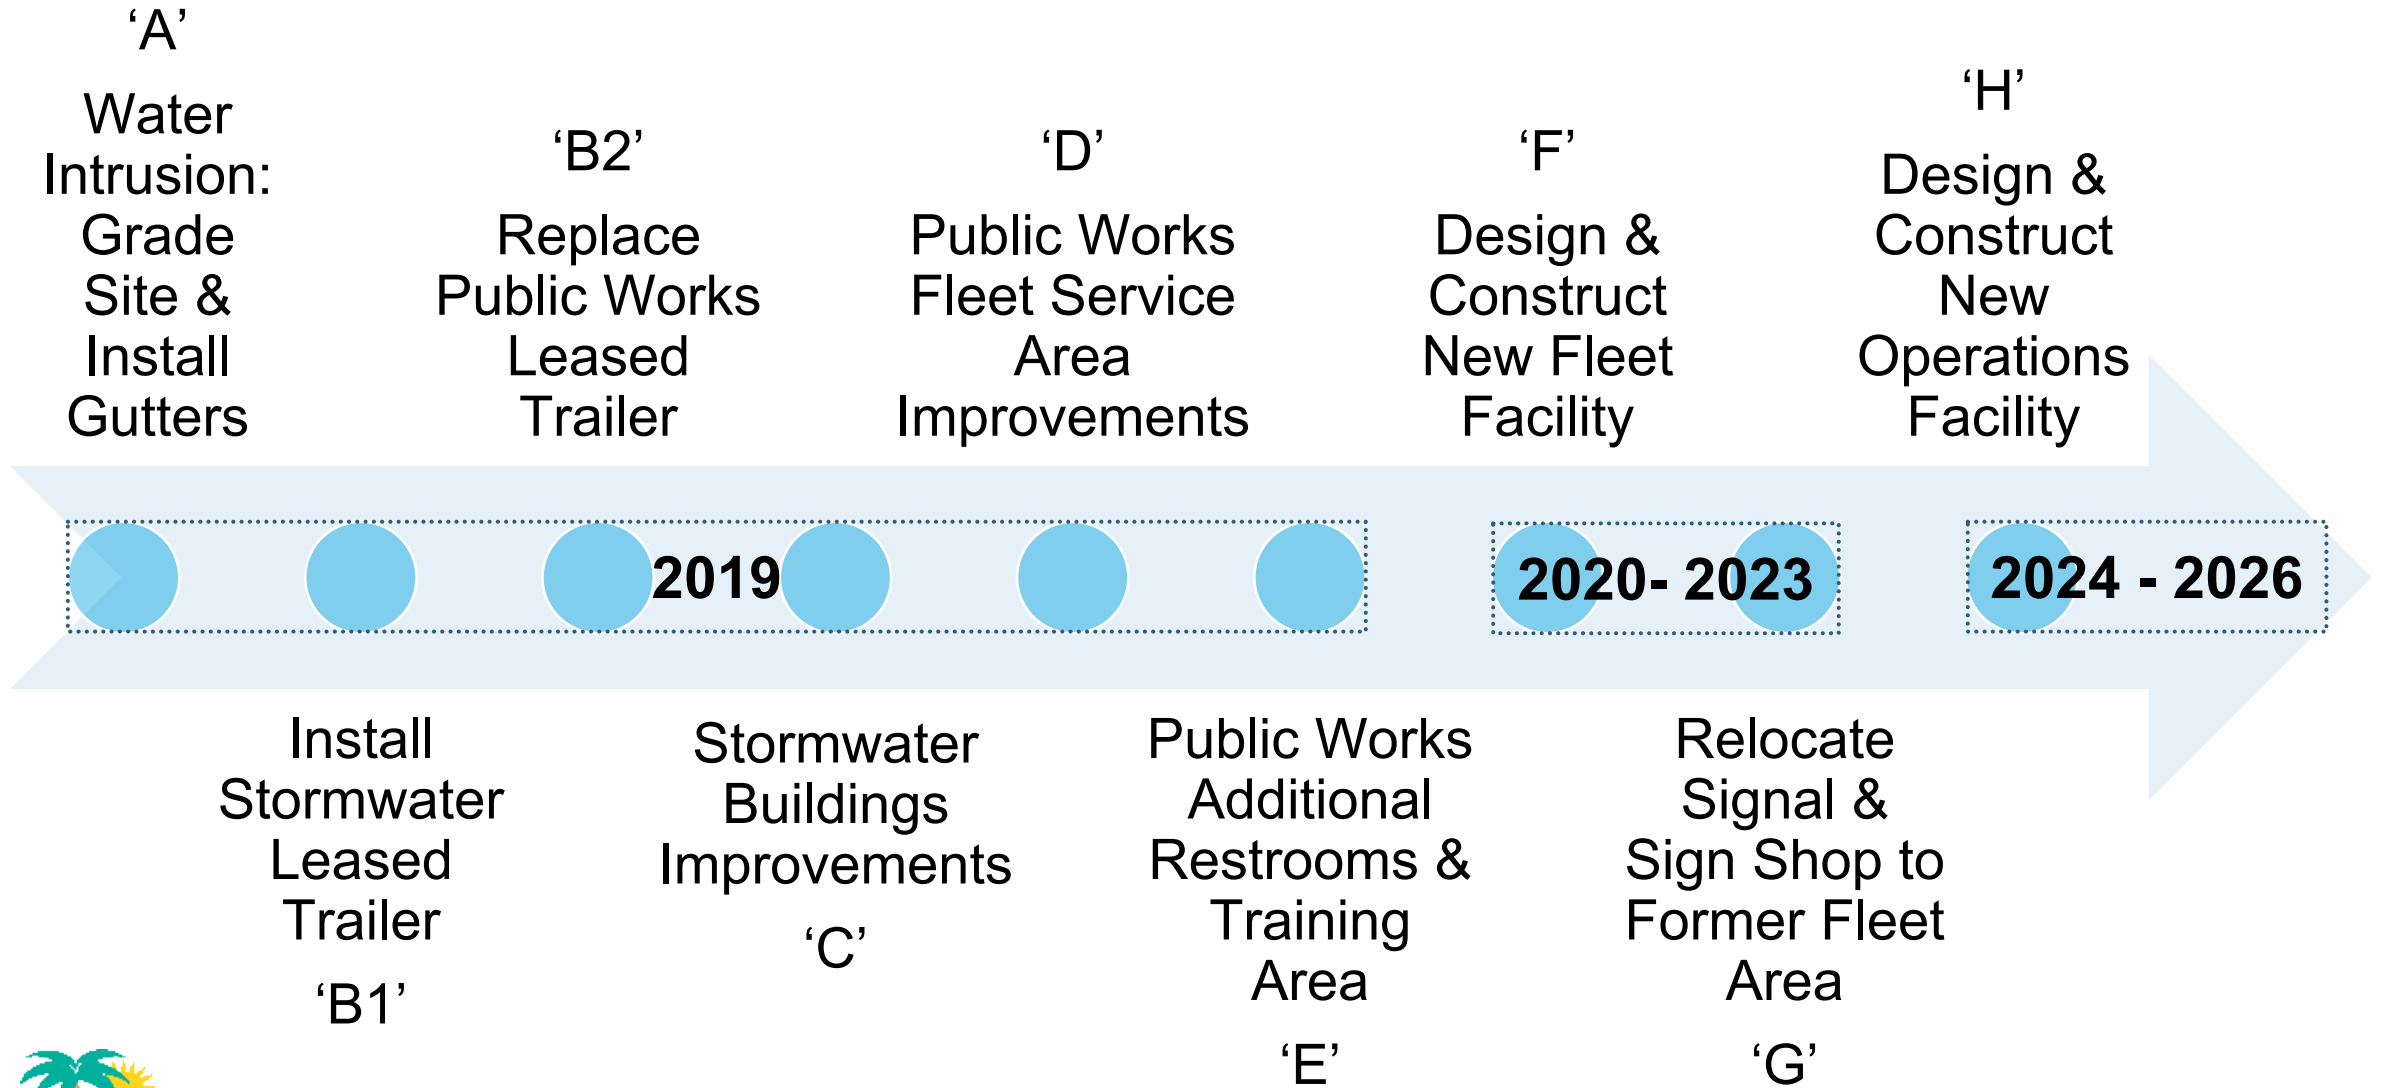 ‘A’
Water
Intrusion:
Grade
Site &
Install
Gutters
‘B2’
Replace
Public Works
Leased
Trailer
‘D’
Public Works
Fleet Service
Area
Improvements
‘F’
Design &
Construct
New Fleet
Facility
‘H’
Design &
Construct
New
Operations
Facility
2019
2020- 2023
2024 - 2026
Install
Stormwater
Leased
Trailer
‘B1’
Stormwater
Buildings
Improvements
‘C’
Public Works
Additional
Restrooms &
Training
Area
‘E’
Relocate
Signal &
Sign Shop to
Former Fleet
Area
‘G’